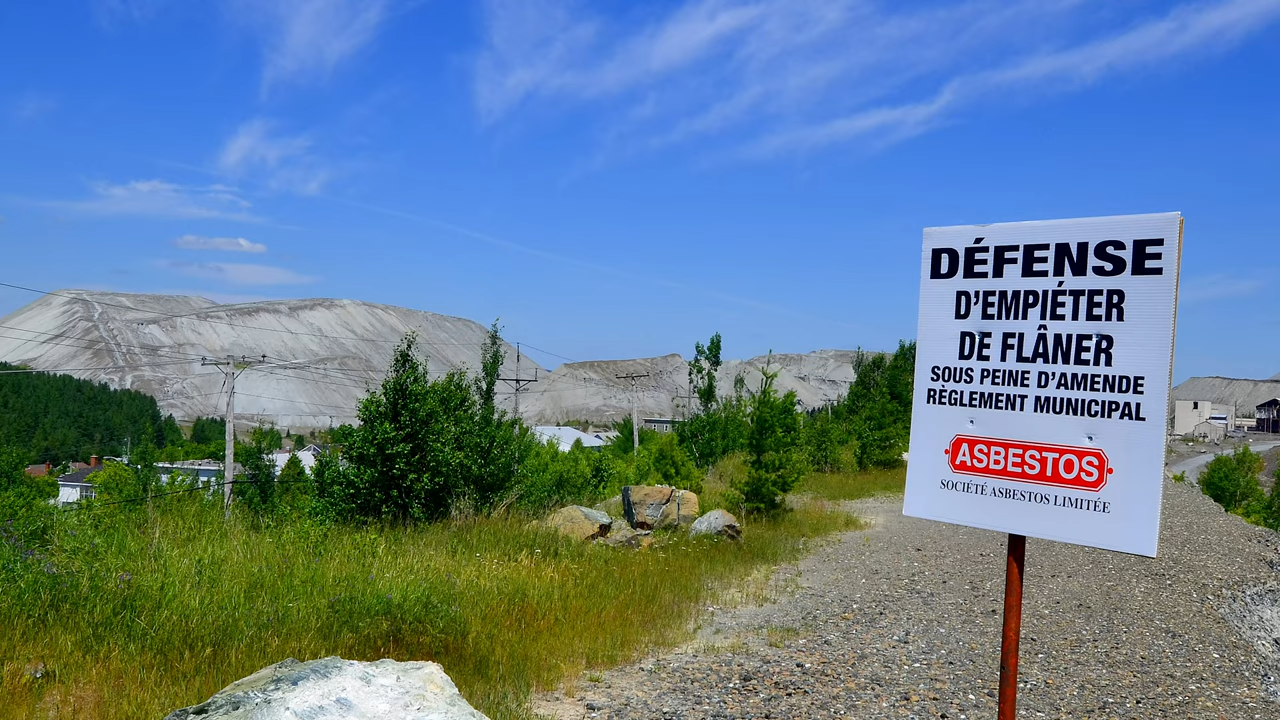 DÉFENSE
D'EMPIÉTER
DE FLÂNER
SOUS PEINE D'AMENDE
RÈGLEMENT MUNICIPAL
ASBESTOS
SOCIÉTÉ ASBESTOS LIMITÉE